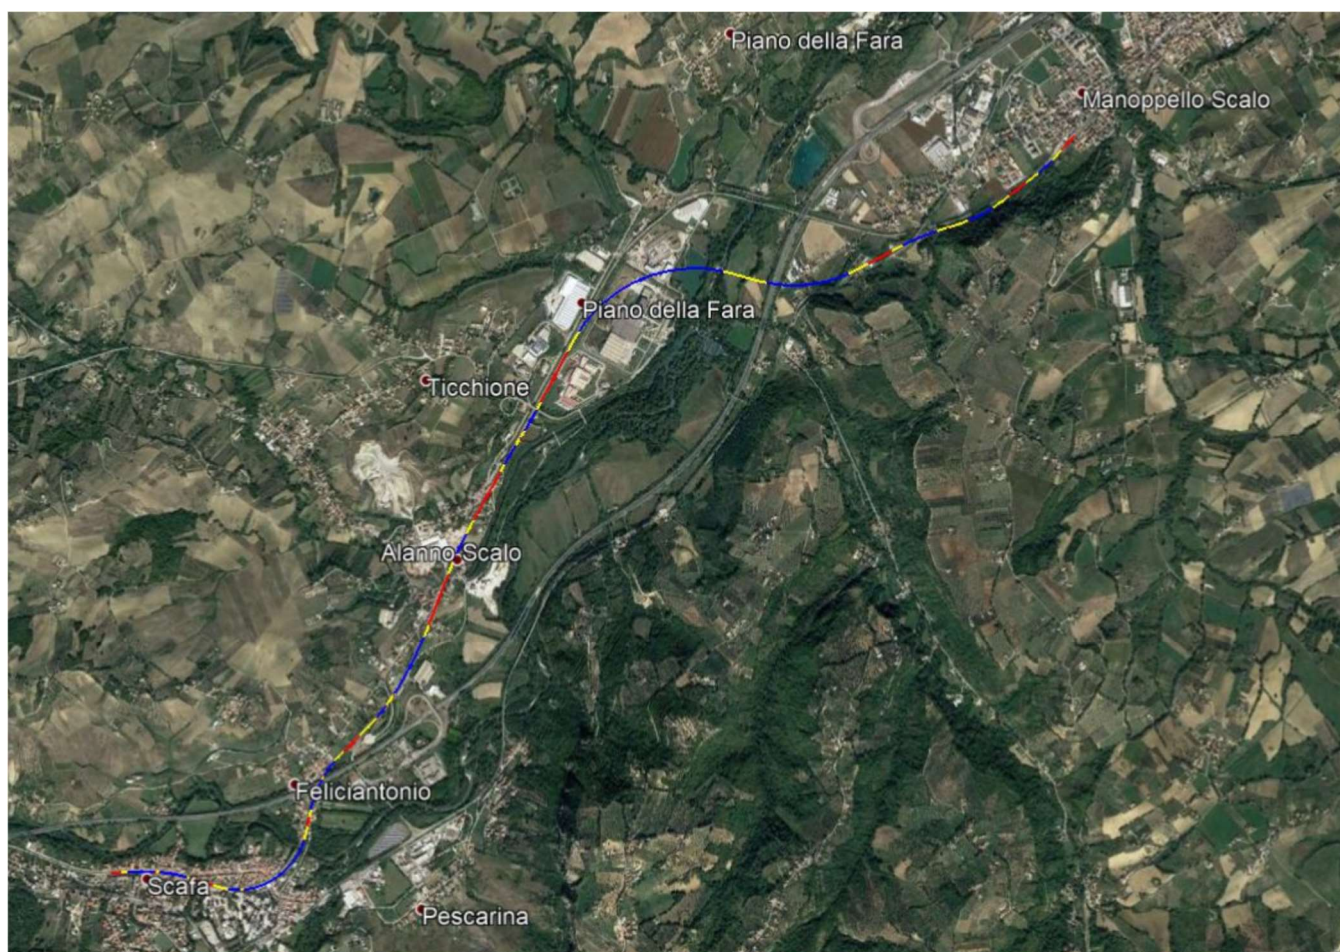 Piano della Fara
Manoppello Scalo
Piano della Fara
Ticchione
Alanno Scalo
Feliciantonio
Scafa
Pescarina